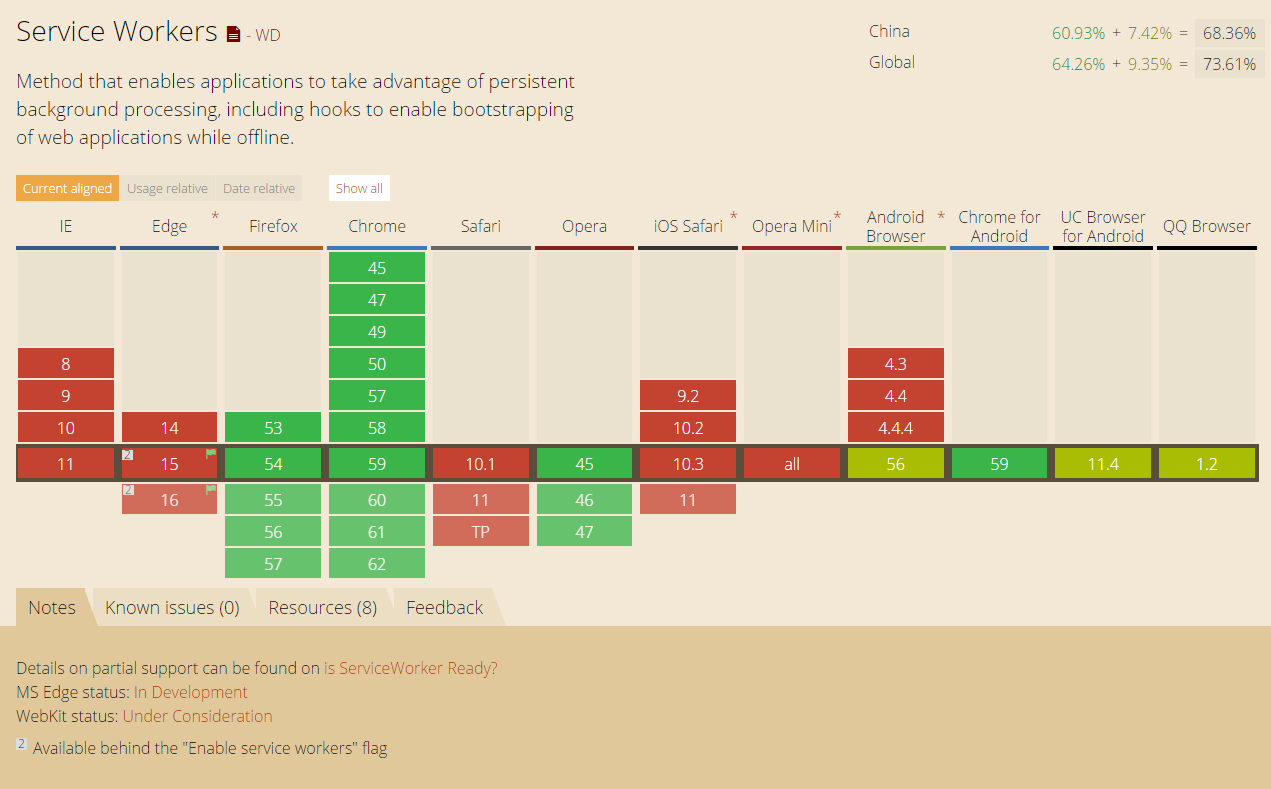 Service Workers - WD
China 60.93% + 7.42% = 68.36%
Global 64.26% + 9.35% = 73.61%
Method that enables applications to take advantage of persistent
background processing, including hooks to enable bootstrapping
of web applications while offline.
Current aligned Usage relative Date relative Show all
IE Edge * Firefox Chrome Safari Opera iOS Safari * Opera Mini * Android Browser * Chrome for Android UC Browser for Android QQ Browser
45
47
49
8 50 4.3
9 57 9.2 4.4
10 14 53 58 10.2 4.4.4
11 2 15 54 59 10.1 45 10.3 all 56 59 11.4 1.2
2 16 55 60 11 46 11
56 61 TP 47
57 62
Notes Known issues (0) Resources (8) Feedback
Details on partial support can be found on is ServiceWorker Ready?
MS Edge status: In Development
WebKit status: Under Consideration
2 Available behind the "Enable service workers" flag